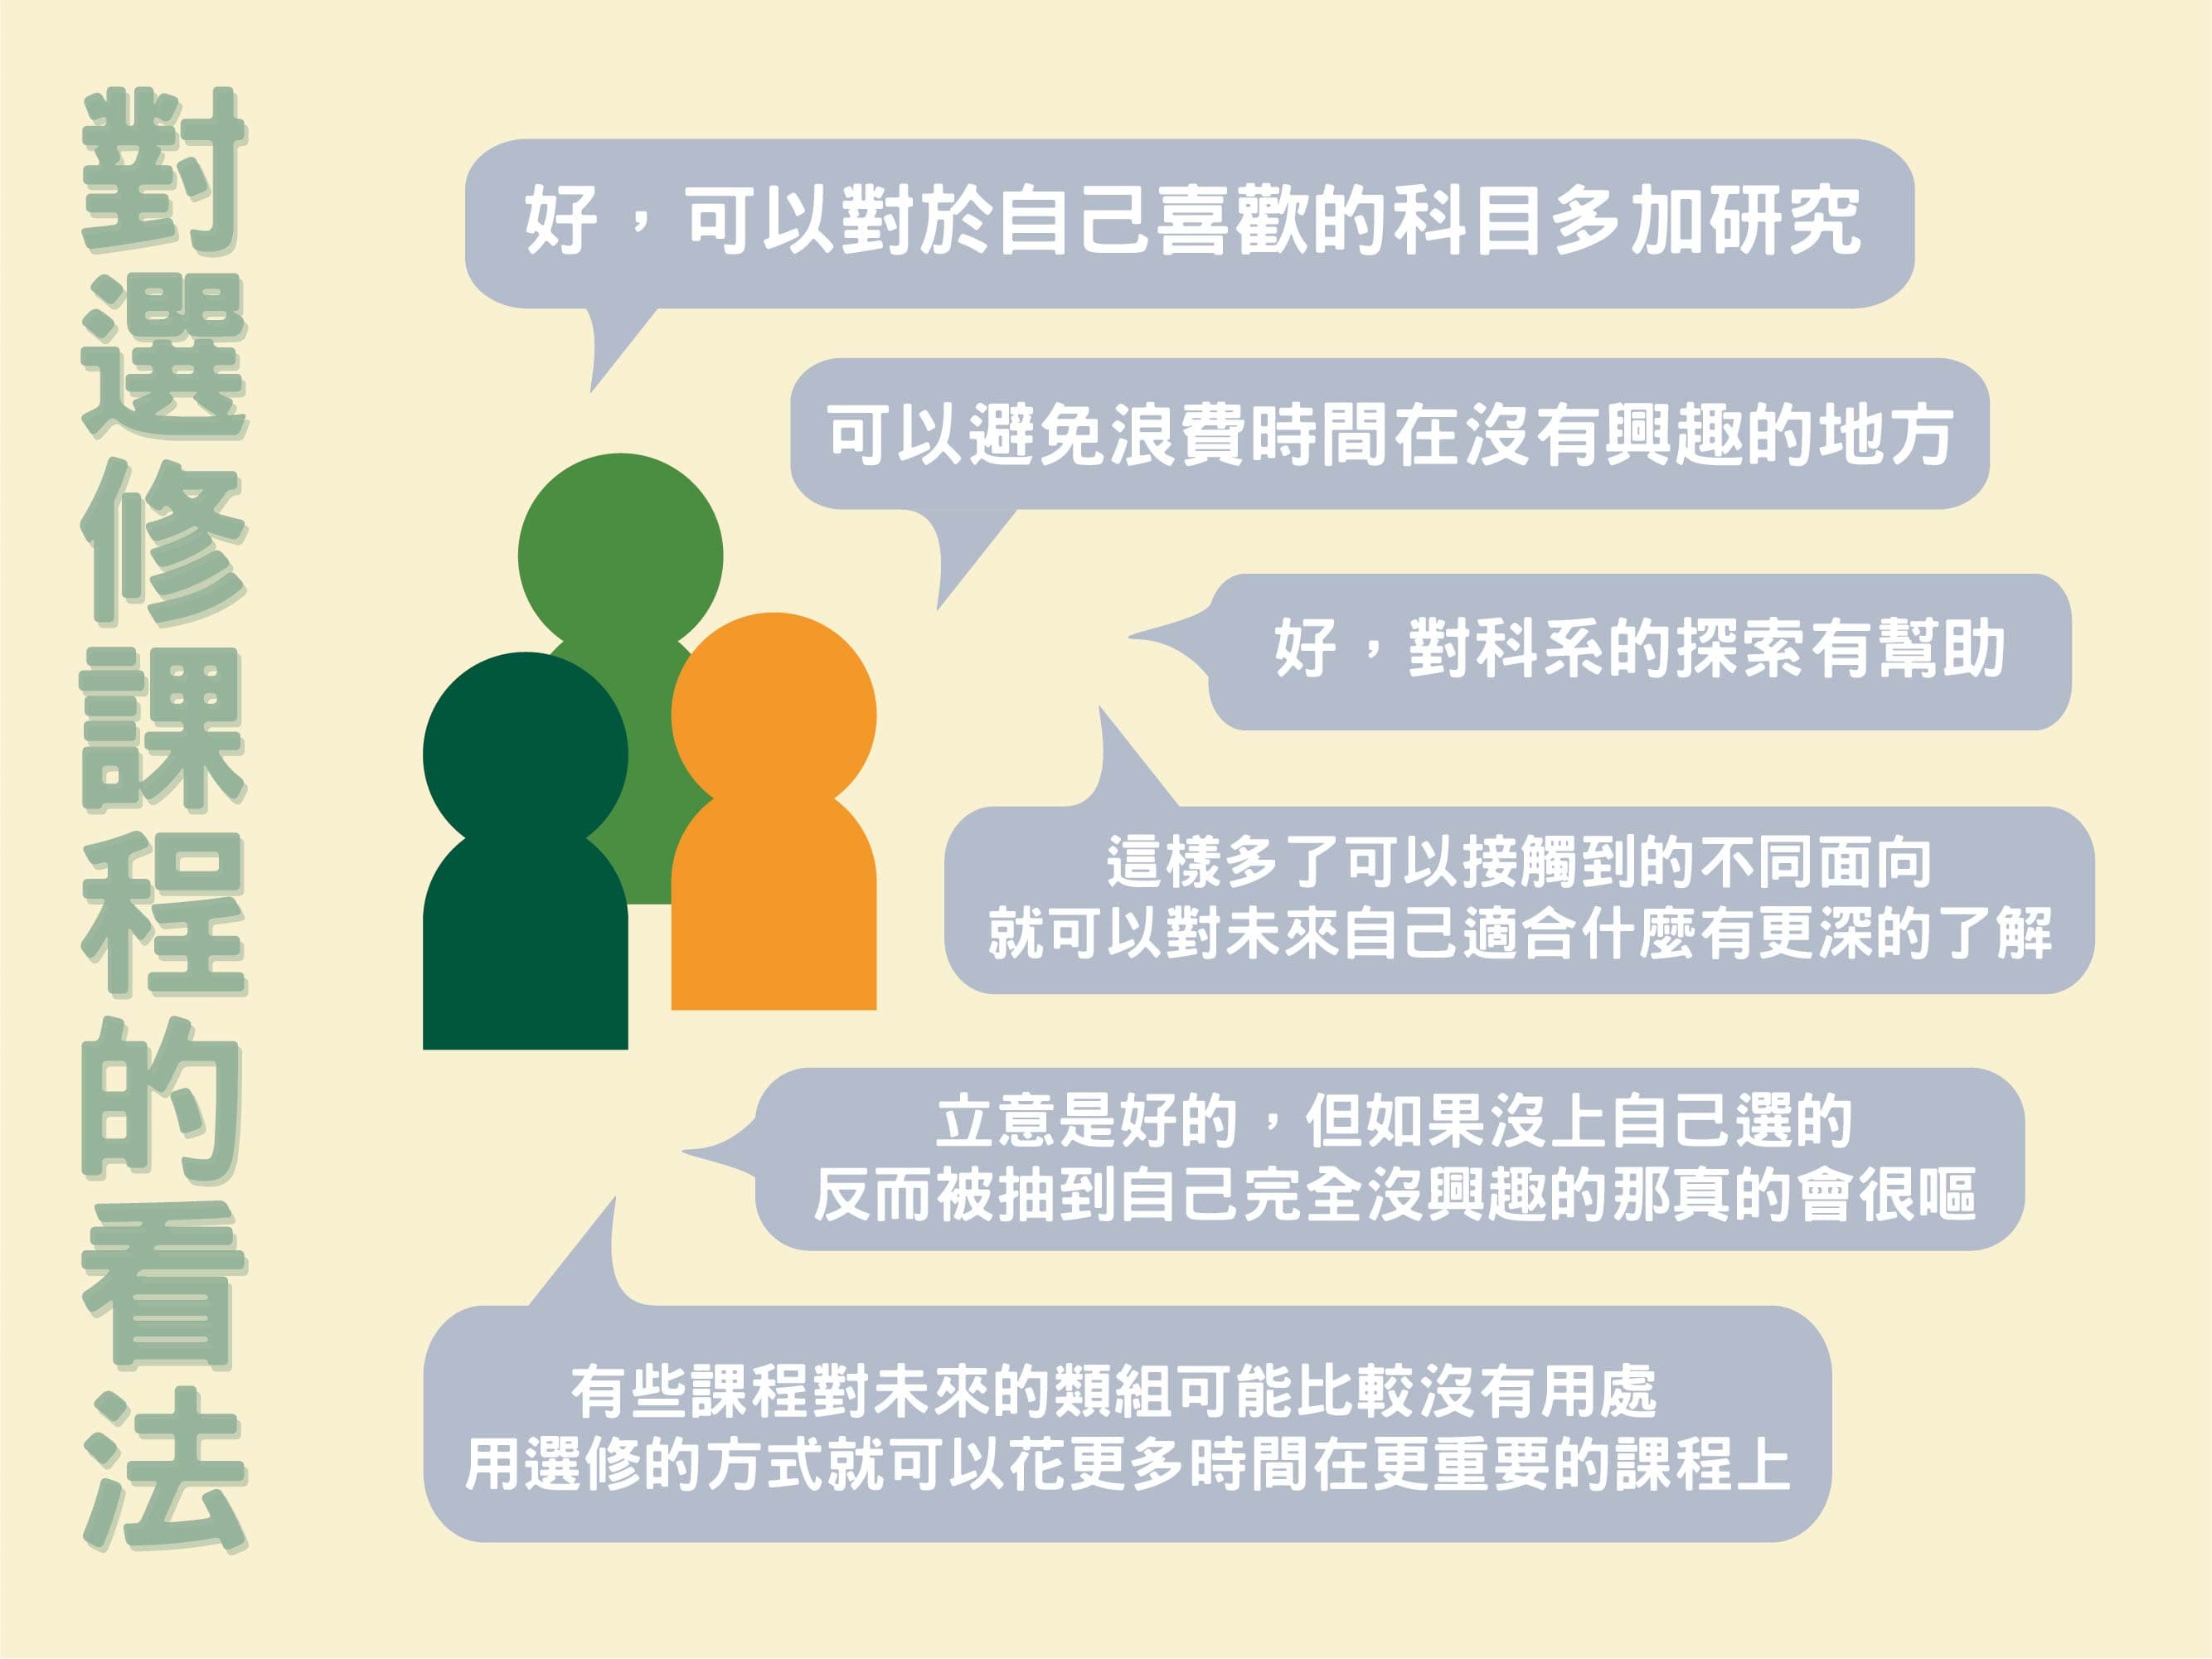 對選修課程的看法
好，可以對於自己喜歡的科目多加研究
可以避免浪費時間在沒有興趣的地方
好，對科系的探索有幫助
這樣多了可以接觸到的不同面向
就可以對未來自己適合什麼有更深的了解
立意是好的，但如果沒上自己選的
反而被抽到自己完全沒興趣的那真的會很嘔
有些課程對未來的類組可能比較沒有用處
用選修的方式就可以花更多時間在更重要的課程上